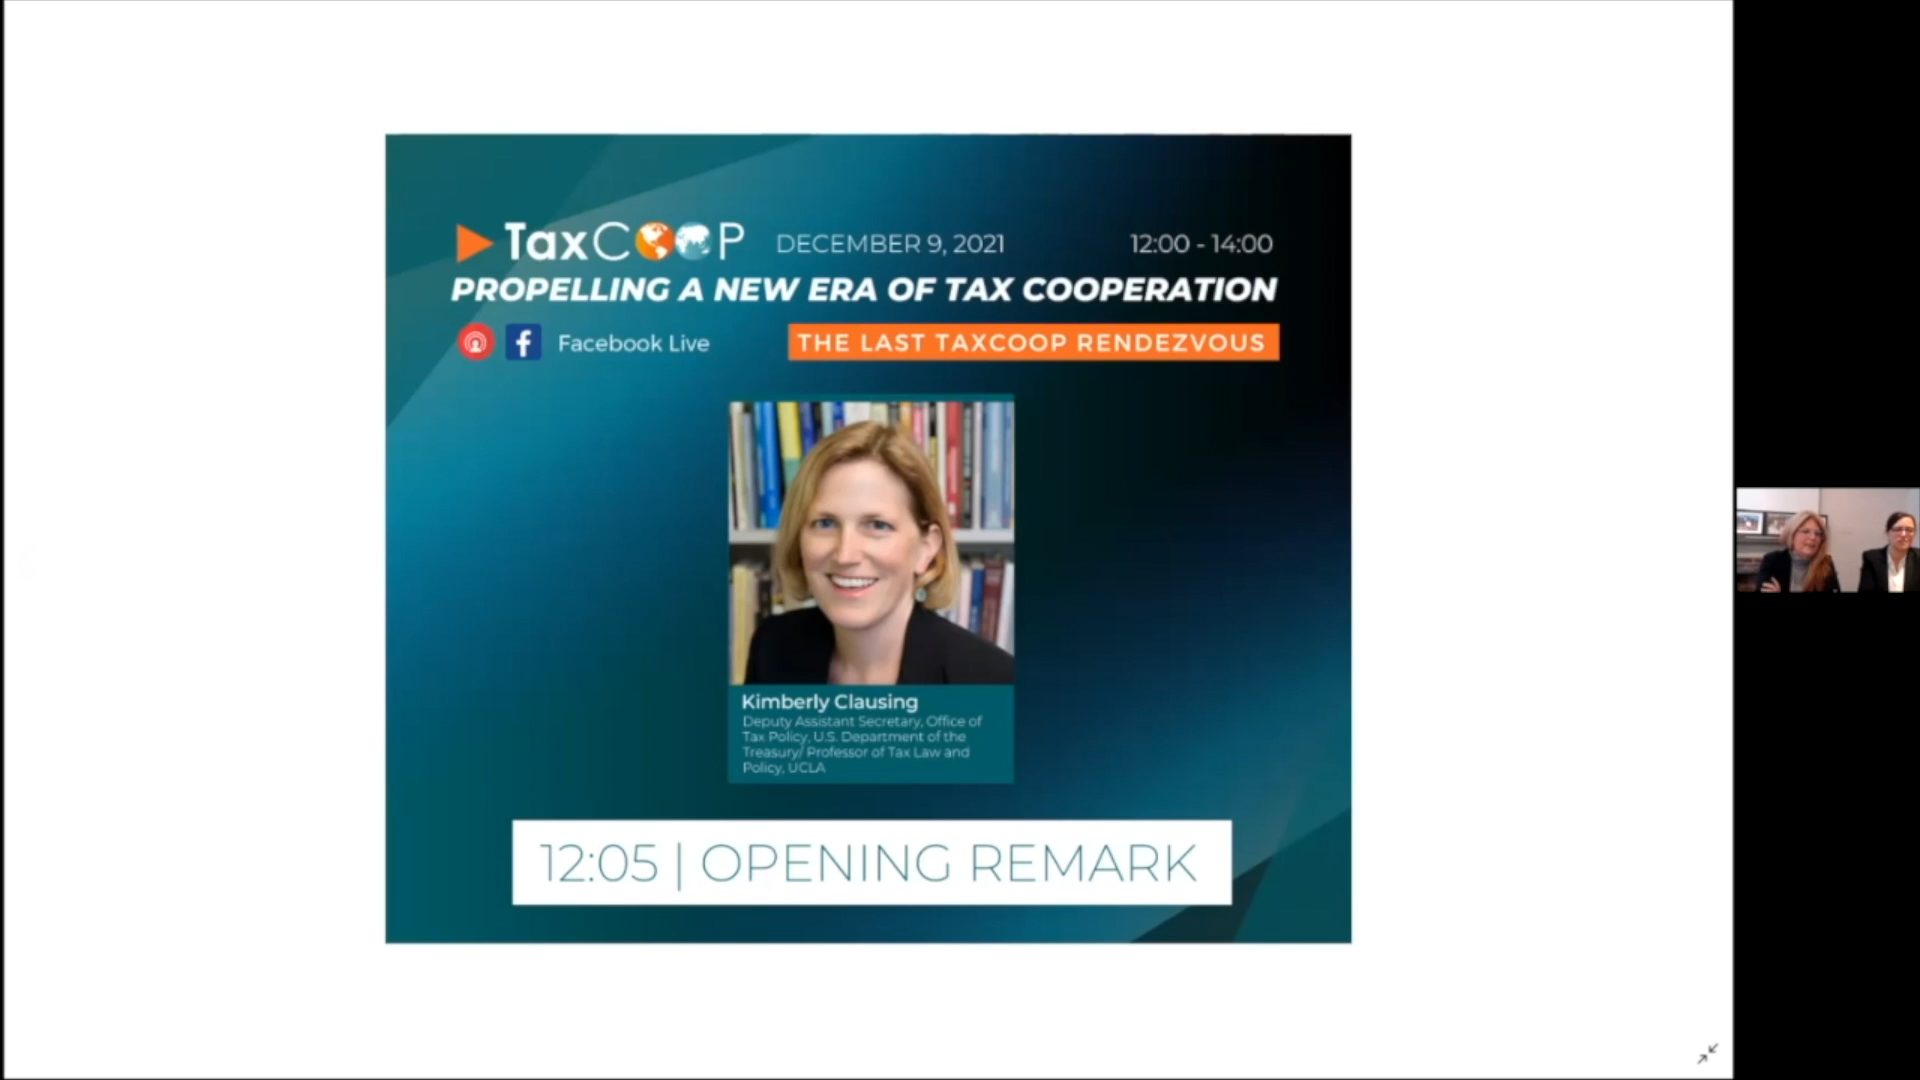 TaxCOOP DECEMBER 9, 2021 12:00 - 14:00
PROPELLING A NEW ERA OF TAX COOPERATION
Facebook Live THE LAST TAXCOOP RENDEZVOUS
Kimberly Clausing
Deputy Assistant Secretary, Office of
Tax Policy, U.S. Department of the
Treasury/ Professor of Tax Law and
Policy, UCLA
12:05 | OPENING REMARK